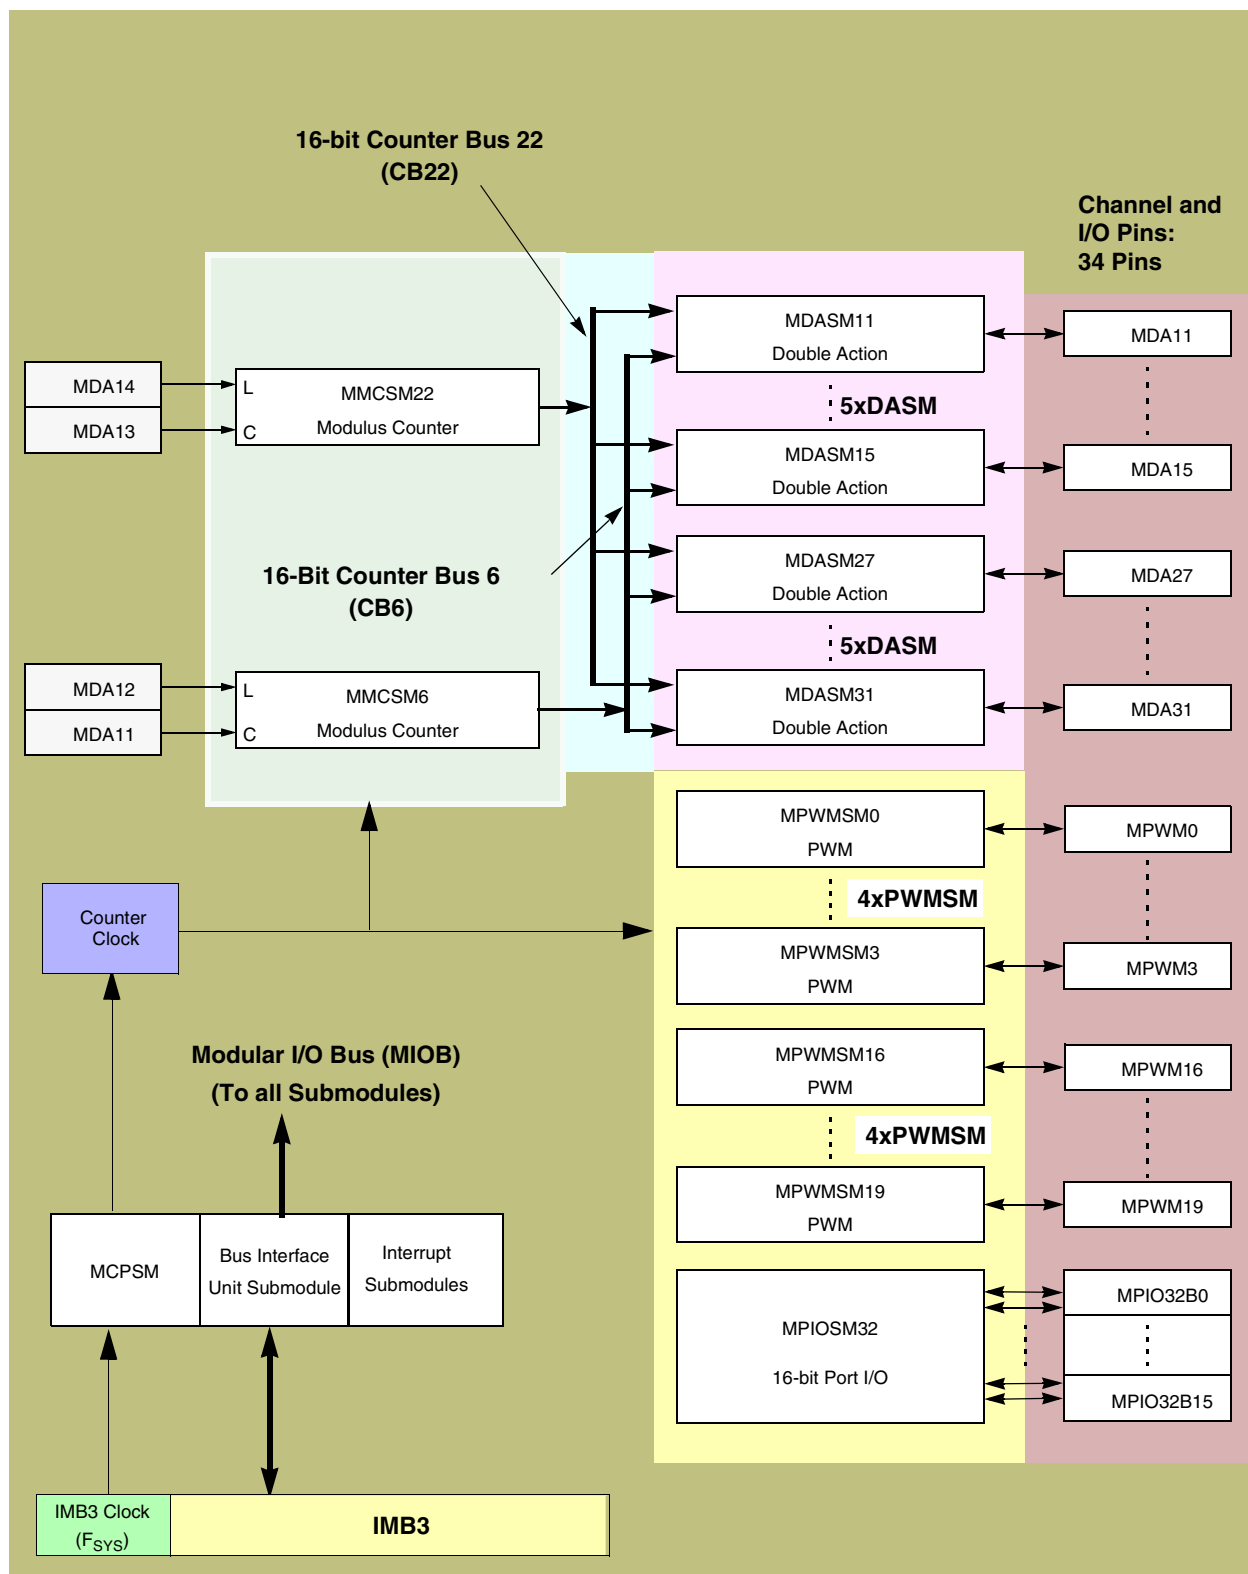 16-bit Counter Bus 22
(CB22)
Channel and
I/O Pins:
34 Pins
MDA14
MDA13
L
C
MMCSM22
Modulus Counter
MDASM11
Double Action
5xDASM
MDASM15
Double Action
MDA11
MDA15
16-Bit Counter Bus 6
(CB6)
MDASM27
Double Action
5xDASM
MDASM31
Double Action
MDA27
MDA31
MDA12
MDA11
L
C
MMCSM6
Modulus Counter
MPWMSM0
PWM
4xPWMSM
MPWMSM3
PWM
MPWM0
MPWM3
Counter
Clock
Modular I/O Bus (MIOB)
(To all Submodules)
MPWMSM16
PWM
4xPWMSM
MPWMSM19
PWM
MPWM16
MPWM19
MCPSM
Bus Interface
Unit Submodule
Interrupt
Submodules
MPIOSM32
16-bit Port I/O
MPIO32B0
MPIO32B15
IMB3 Clock
(FSYS)
IMB3